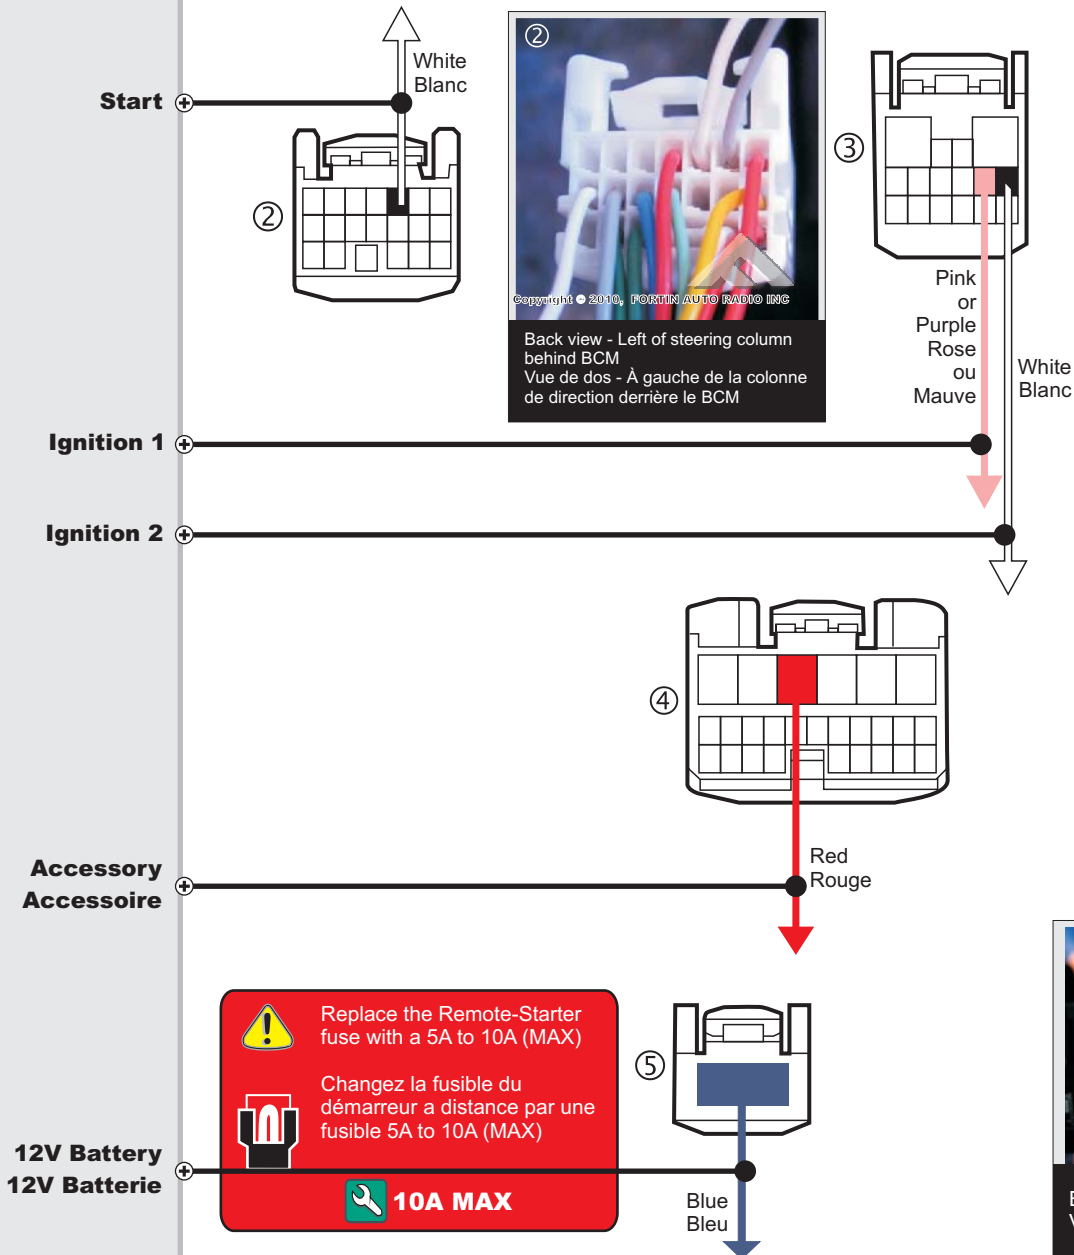 White
Blanc
Start
②
②
③
Copyright © 2010, FORTIN AUTO RADIO INC
Back view - Left of steering column
behind BCM
Vue de dos - À gauche de la colonne
de direction derrière le BCM
Pink
or
Purple
Rose
ou
Mauve
White
Blanc
Ignition 1
Ignition 2
④
Red
Rouge
Accessory
Accessoire
Replace the Remote-Starter
fuse with a 5A to 10A (MAX)
Changez la fusible du
démarreur a distance par une
fusible 5A to 10A (MAX)
10A MAX
⑤
12V Battery
12V Batterie
Blue
Bleu